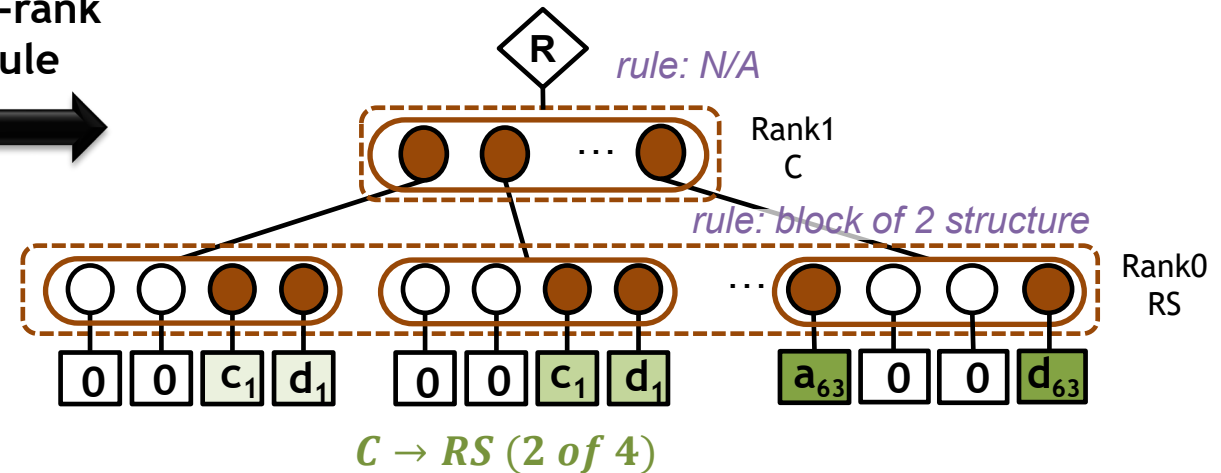 -rank
ule
R
rule: N/A
Rank1
C
...
rule: block of 2 structure
Rank0
RS
...
0 0 c₁ d₁ 0 0 c₁ d₁ a₆₃ 0 0 d₆₃
C → RS (2 of 4)